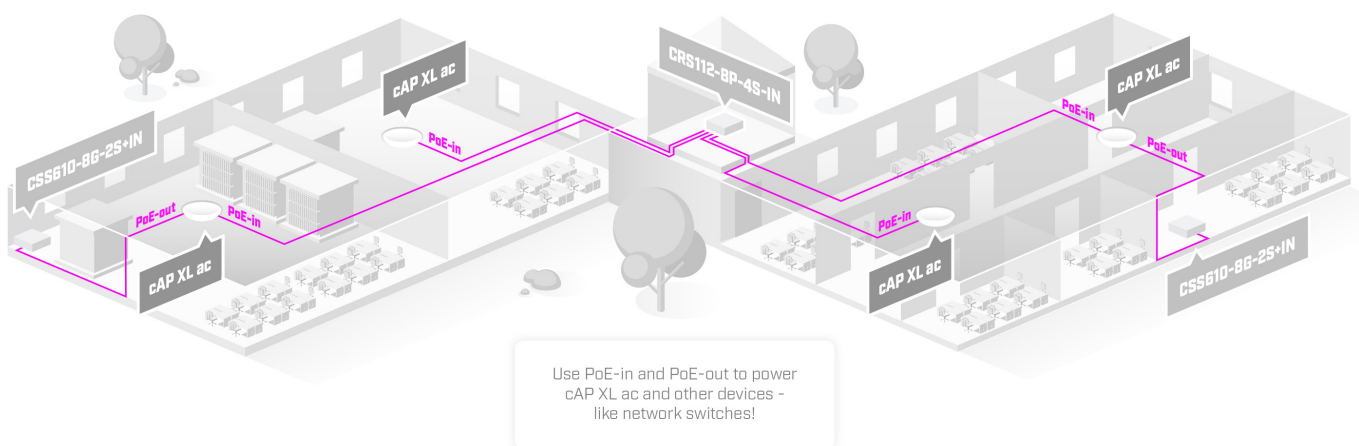 CSS610-8G-2S+IN
cAP XL ac
PoE-in
PoE-out
PoE-in
cAP XL ac
CRS112-8P-4S-IN
cAP XL ac
PoE-in
PoE-out
PoE-in
cAP XL ac
CSS610-8G-2S+IN
Use PoE-in and PoE-out to power
cAP XL ac and other devices -
like network switches!